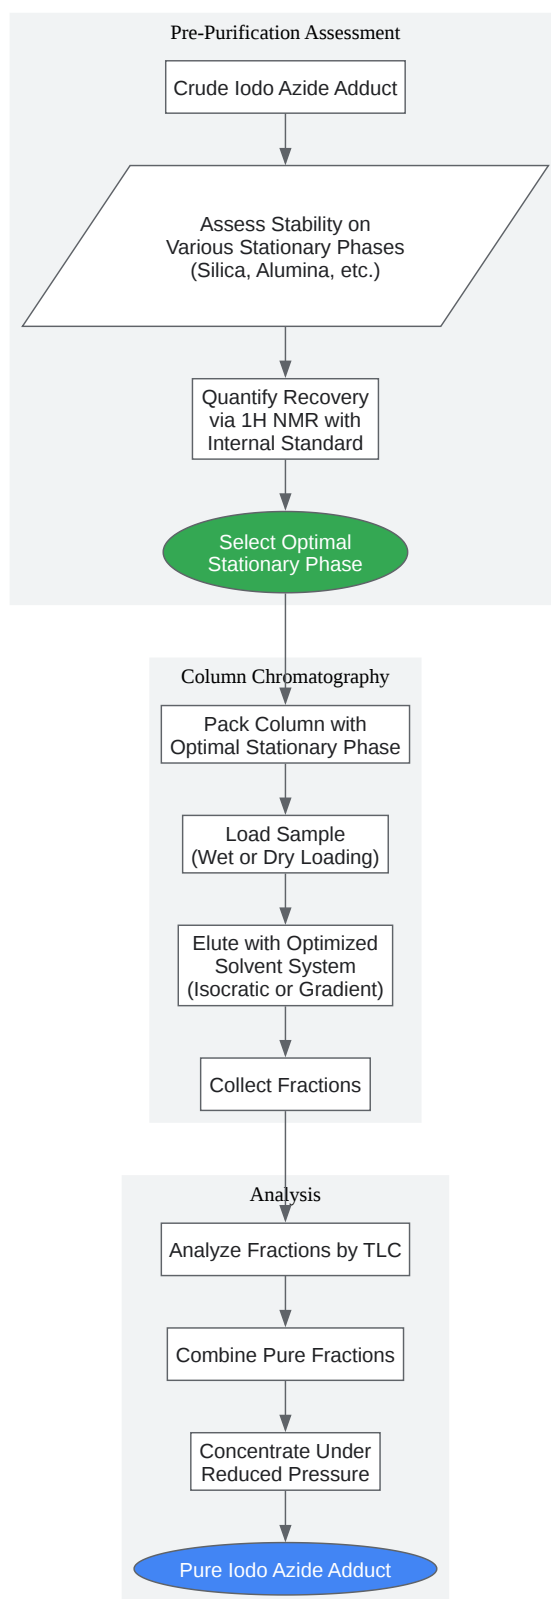 Pre-Purification Assessment
Crude Iodo Azide Adduct
Assess Stability on
Various Stationary Phases
(Silica, Alumina, etc.)
Quantify Recovery
via 1H NMR with
Internal Standard
Select Optimal
Stationary Phase
Column Chromatography
Pack Column with
Optimal Stationary Phase
Load Sample
(Wet or Dry Loading)
Elute with Optimized
Solvent System
(Isocratic or Gradient)
Collect Fractions
Analysis
Analyze Fractions by TLC
Combine Pure Fractions
Concentrate Under
Reduced Pressure
Pure Iodo Azide Adduct